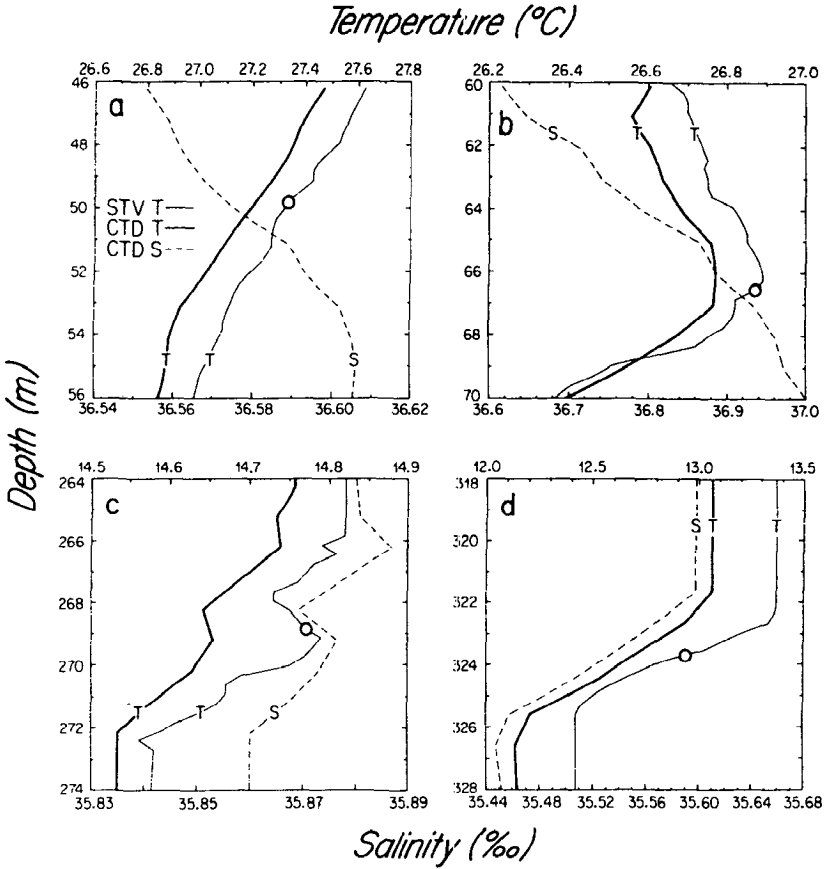 Temperature (°C)
26.6 26.8 27.0 27.2 27.4 27.6 27.8
26.2 26.4 26.6 26.8 27.0
46
48
50
52
54
56
a
STV T
CTD T
CTD S
T
T
S
36.54 36.56 36.58 36.60 36.62
60
62
64
66
68
70
b
S
T
T
36.6 36.7 36.8 36.9 37.0
Depth (m)
14.5 14.6 14.7 14.8 14.9
12.0 12.5 13.0 13.5
264
266
268
270
272
274
c
T
T
S
35.83 35.85 35.87 35.89
318
320
322
324
326
328
d
S
T
T
35.44 35.48 35.52 35.56 35.60 35.64 35.68
Salinity (‰)